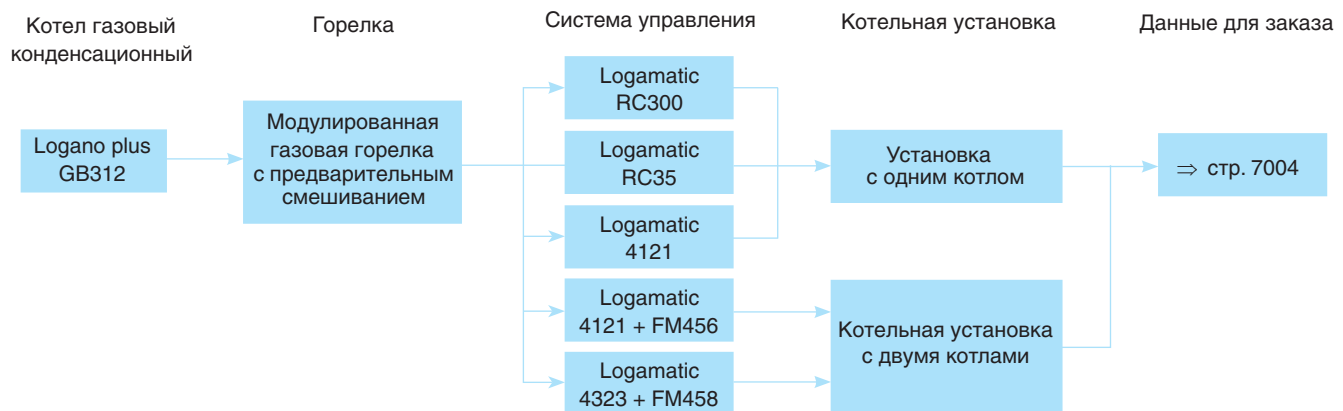 Котел газовый
конденсационный
Горелка
Система управления
Котельная установка
Данные для заказа
Logano plus
GB312
Модулированная
газовая горелка
с предварительным
смешиванием
Logamatic
RC300
Logamatic
RC35
Logamatic
4121
Logamatic
4121 + FM456
Logamatic
4323 + FM458
Установка
с одним котлом
Котельная установка
с двумя котлами
⇒ стр. 7004